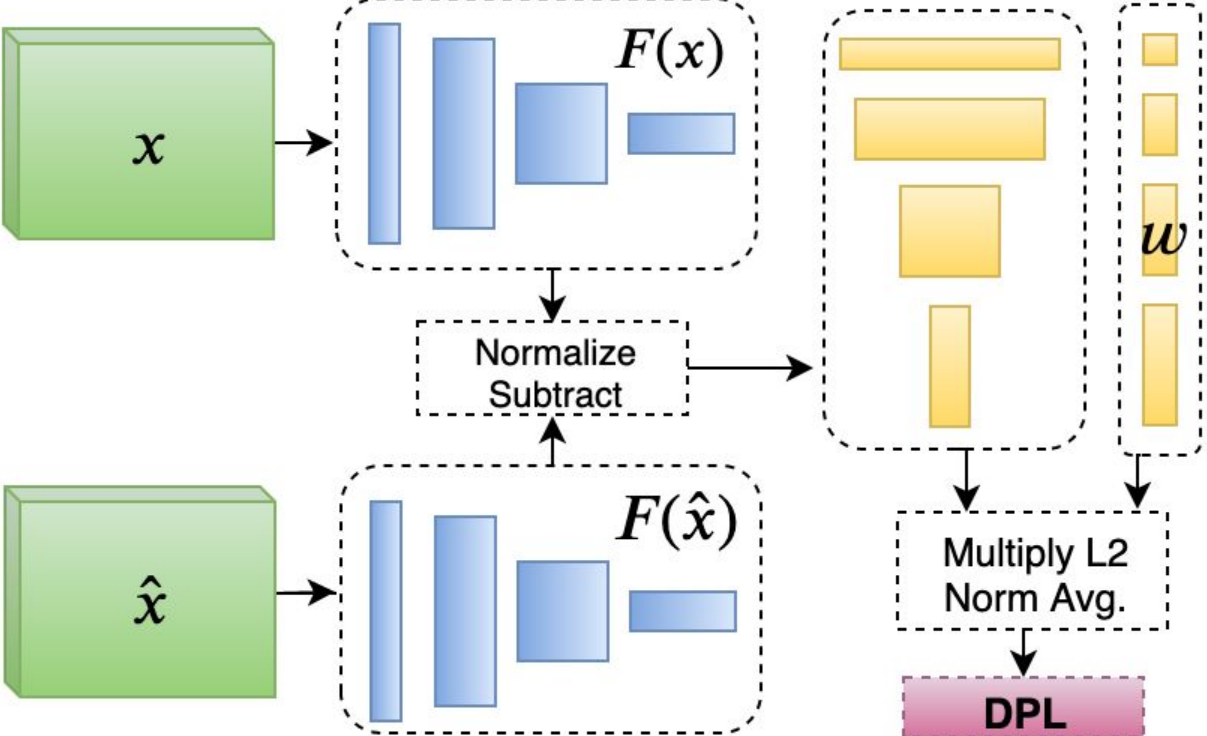 x
F(x)
Normalize
Subtract
x̂
F(x̂)
w
Multiply L2
Norm Avg.
DPL